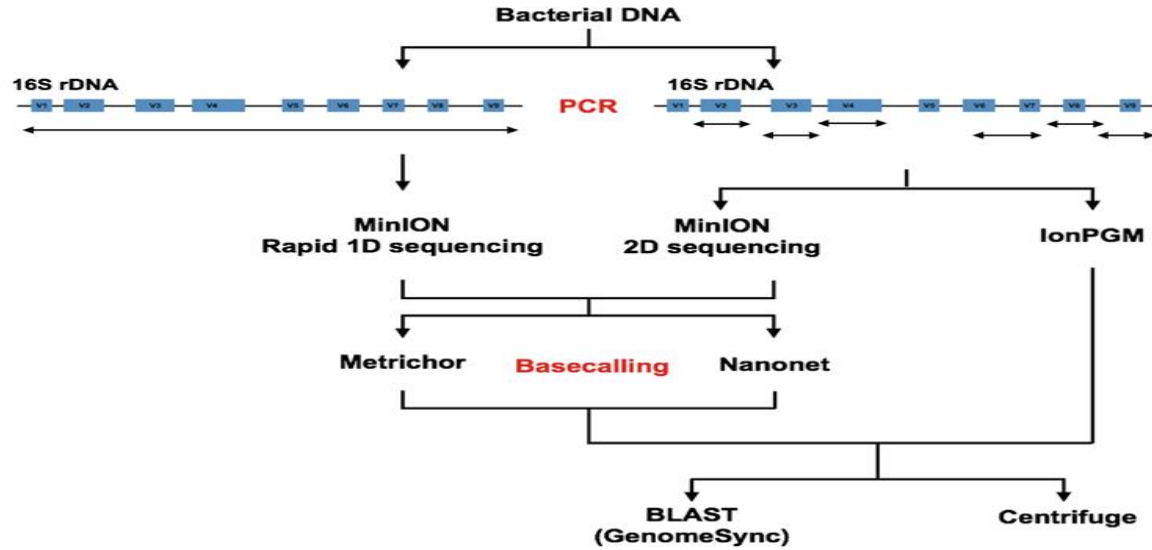 Bacterial DNA
16S rDNA
16S rDNA
V1 V2 V3 V4 V5 V6 V7 V8 V9
PCR
V1 V2 V3 V4 V5 V6 V7 V8 V9
MinION
Rapid 1D sequencing
MinION
2D sequencing
IonPGM
Metrichor
Basecalling
Nanonet
BLAST
(GenomeSync)
Centrifuge